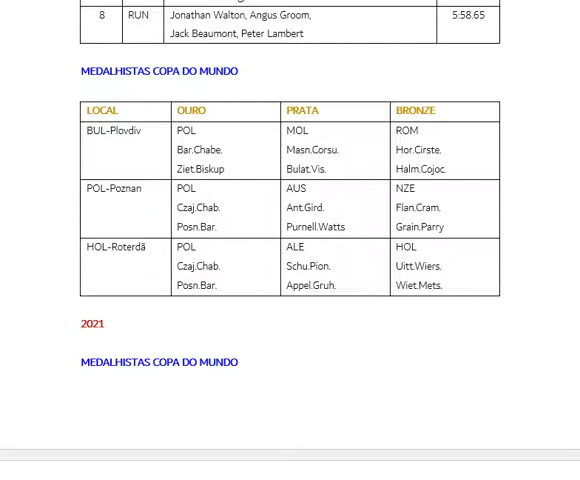 8 RUN Jonathan Walton, Angus Groom, 5:58.65
Jack Beaumont, Peter Lambert
MEDALHISTAS COPA DO MUNDO
LOCAL OURO PRATA BRONZE
BUL-Plovdiv POL MOL ROM
Bar.Chabe. Masn.Corsu. Hor.Cirste.
Ziet.Biskup Bulat.Vis. Halm.Cojoc.
POL-Poznan POL AUS NZE
Czaj.Chab. Ant.Gird. Flan.Cram.
Posn.Bar. Purnell.Watts Grain.Parry
HOL-Roterdã POL ALE HOL
Czaj.Chab. Schu.Pion. Uitt.Wiers.
Posn.Bar. Appel.Gruh. Wiet.Mets.
2021
MEDALHISTAS COPA DO MUNDO